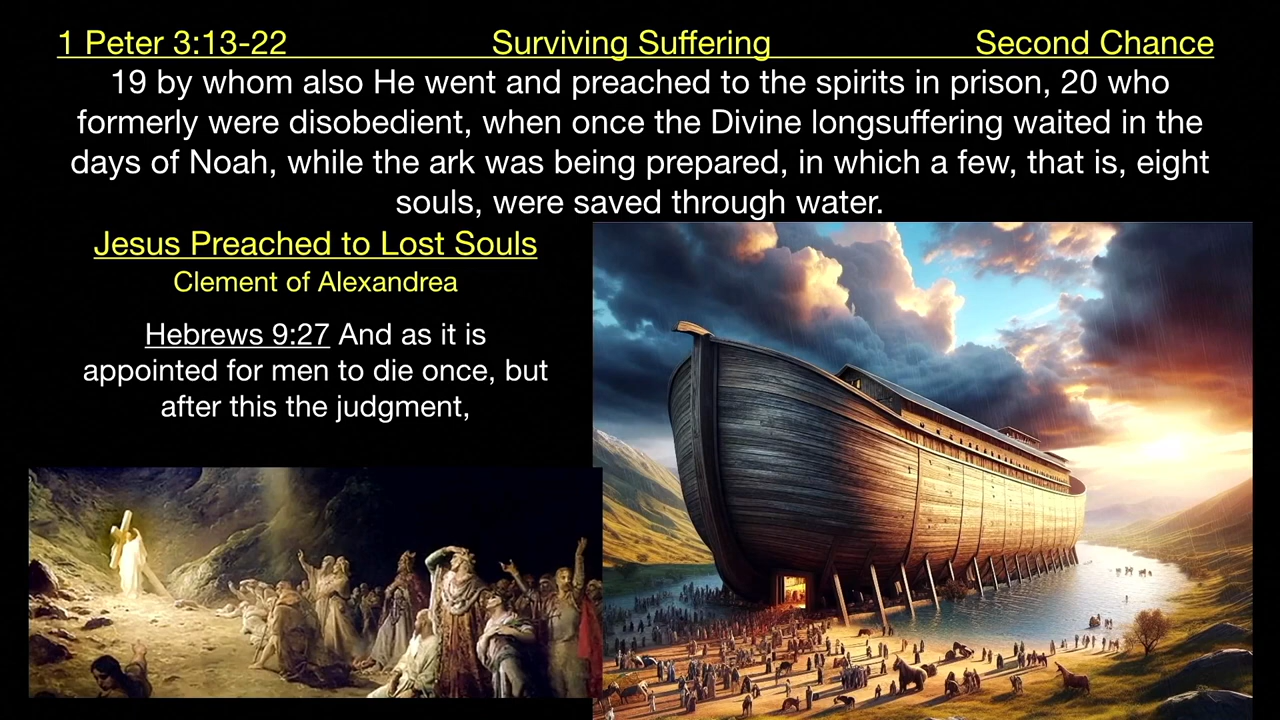 1 Peter 3:13-22 Surviving Suffering Second Chance
19 by whom also He went and preached to the spirits in prison, 20 who
formerly were disobedient, when once the Divine longsuffering waited in the
days of Noah, while the ark was being prepared, in which a few, that is, eight
souls, were saved through water.
Jesus Preached to Lost Souls
Clement of Alexandrea
Hebrews 9:27 And as it is
appointed for men to die once, but
after this the judgment,